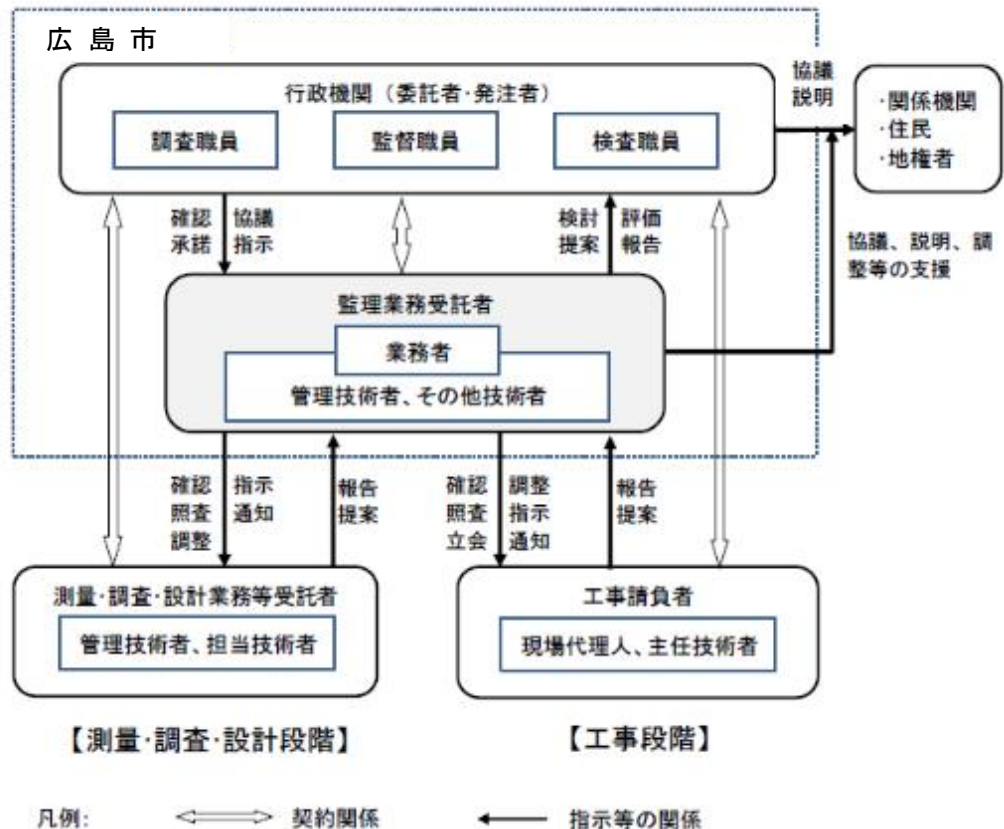 広島市
行政機関（委託者・発注者）
調査職員
監督職員
検査職員
協議
説明
・関係機関
・住民
・地権者
確認 協議
承諾 指示
検討 評価
提案 報告
協議、説明、調
整等の支援
監理業務受託者
業務者
管理技術者、その他技術者
確認 指示
照査 通知
調整
報告
提案
確認 調整
照査 指示
立会 通知
報告
提案
測量・調査・設計業務等受託者
管理技術者、担当技術者
工事請負者
現場代理人、主任技術者
【測量・調査・設計段階】
【工事段階】
凡例： 契約関係 指示等の関係